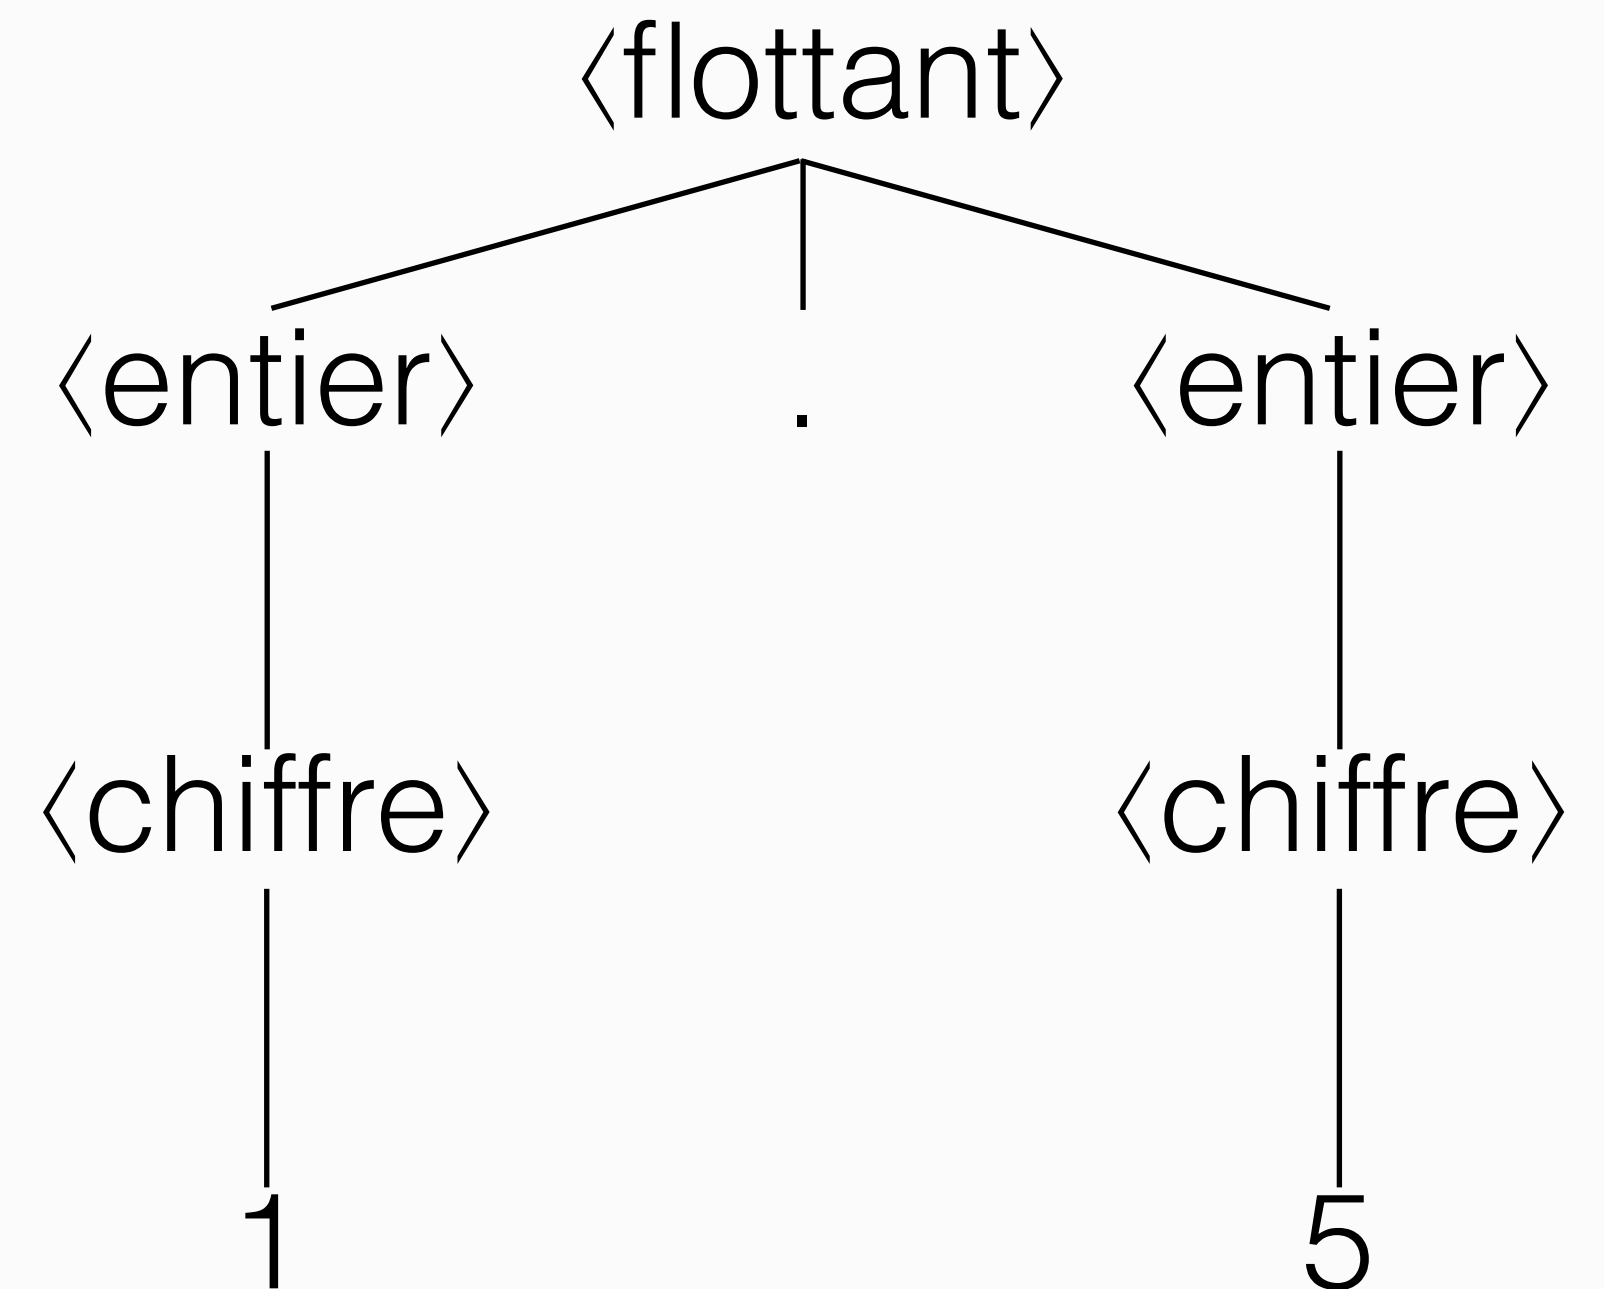 ⟨flottant⟩
⟨entier⟩ . ⟨entier⟩
⟨chiffre⟩ ⟨chiffre⟩
1 5